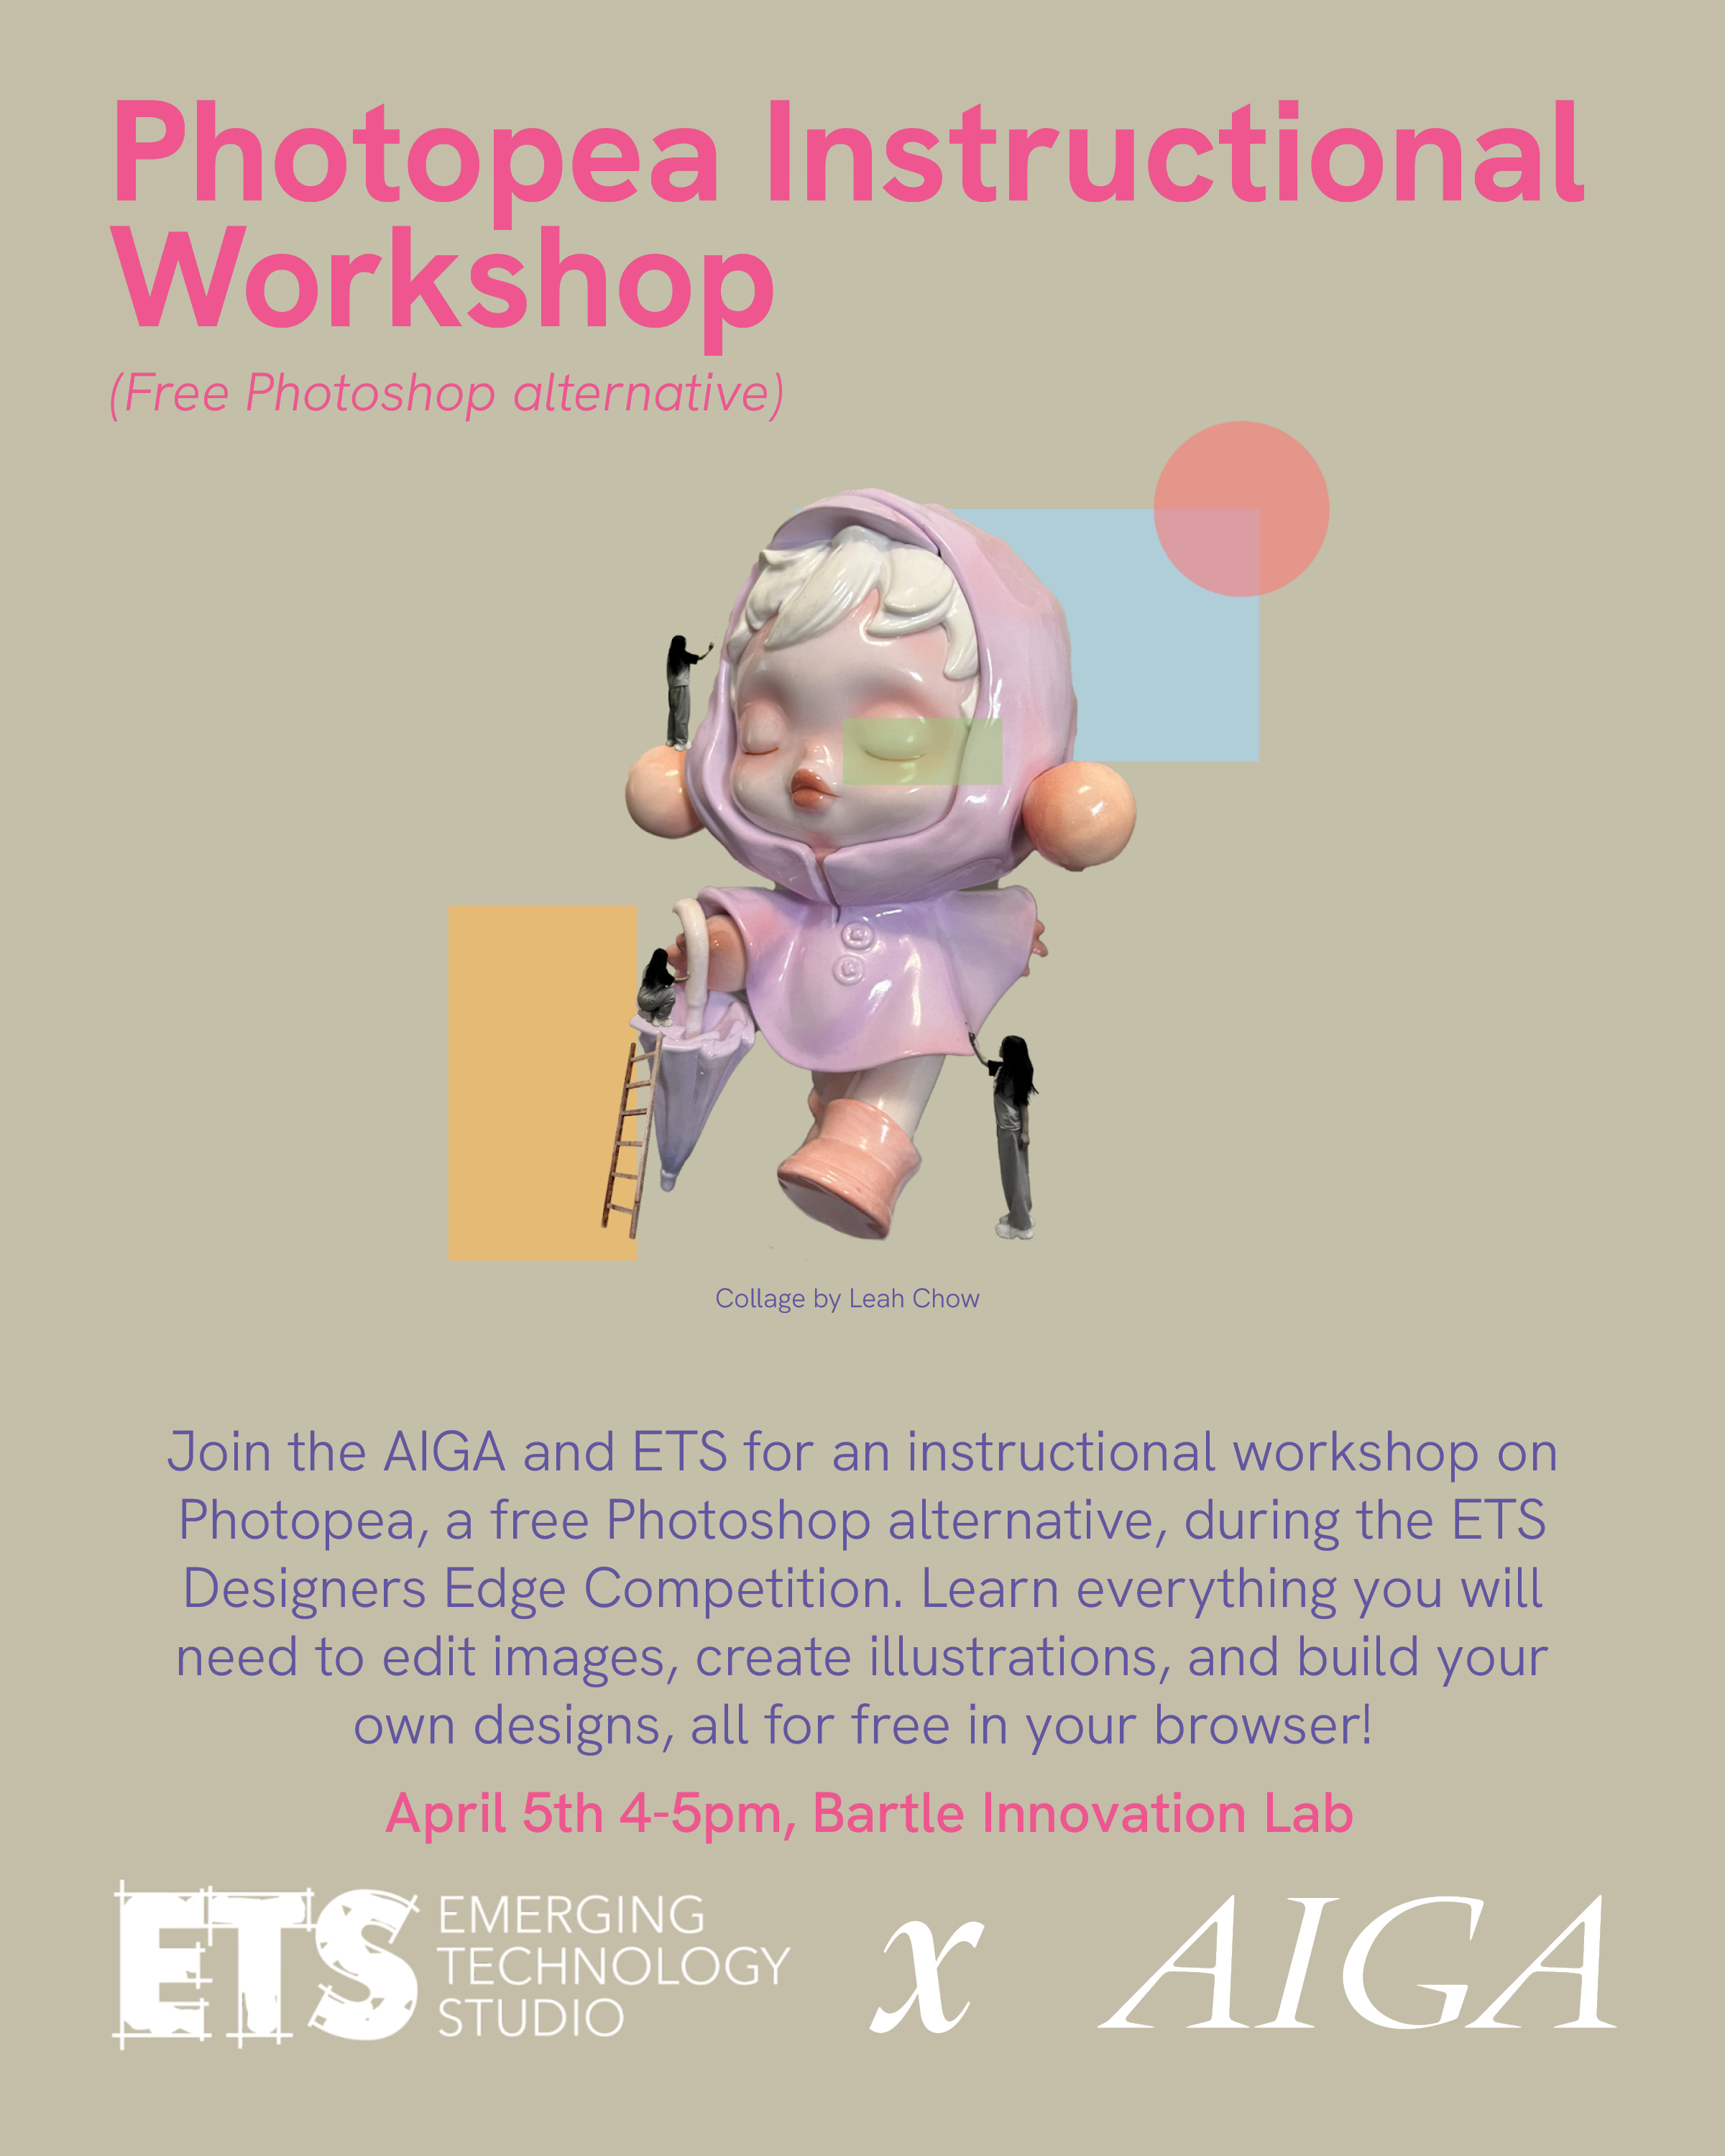 Photopea Instructional
Workshop
(Free Photoshop alternative)
Collage by Leah Chow
Join the AIGA and ETS for an instructional workshop on
Photopea, a free Photoshop alternative, during the ETS
Designers Edge Competition. Learn everything you will
need to edit images, create illustrations, and build your
own designs, all for free in your browser!
April 5th 4-5pm, Bartle Innovation Lab
ETS
EMERGING
TECHNOLOGY
STUDIO
x
AIGA